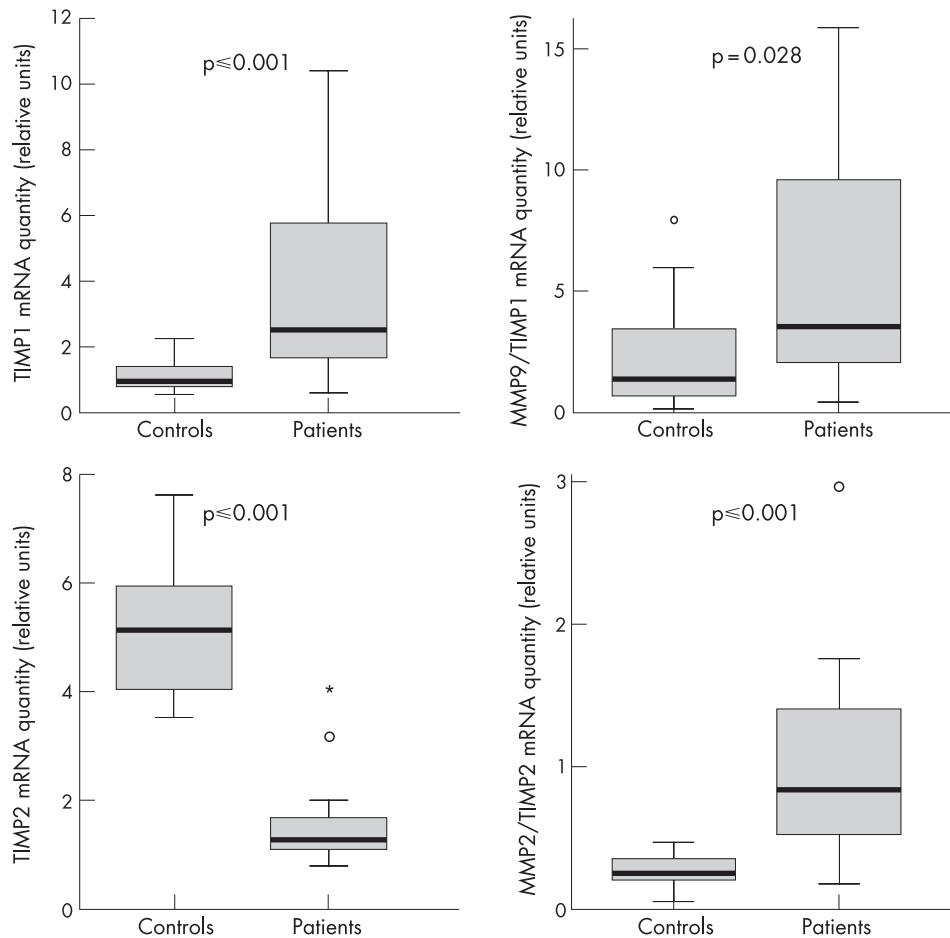 TIMP1 mRNA quantity (relative units)
12
10
8
6
4
2
0
p⩽0.001
Controls
Patients
MMP9/TIMP1 mRNA quantity (relative units)
15
10
5
0
p=0.028
Controls
Patients
TIMP2 mRNA quantity (relative units)
8
6
4
2
0
p⩽0.001
*
Controls
Patients
MMP2/TIMP2 mRNA quantity (relative units)
3
2
1
0
p⩽0.001
Controls
Patients